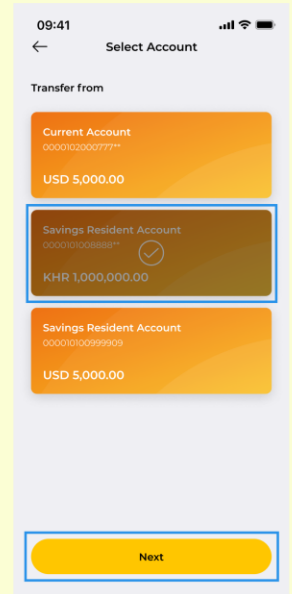 09:41
Select Account
Transfer from
Current Account
0000102000777**
USD 5,000.00
Savings Resident Account
0000101008888**
KHR 1,000,000.00
Savings Resident Account
000010100999909
USD 5,000.00
Next